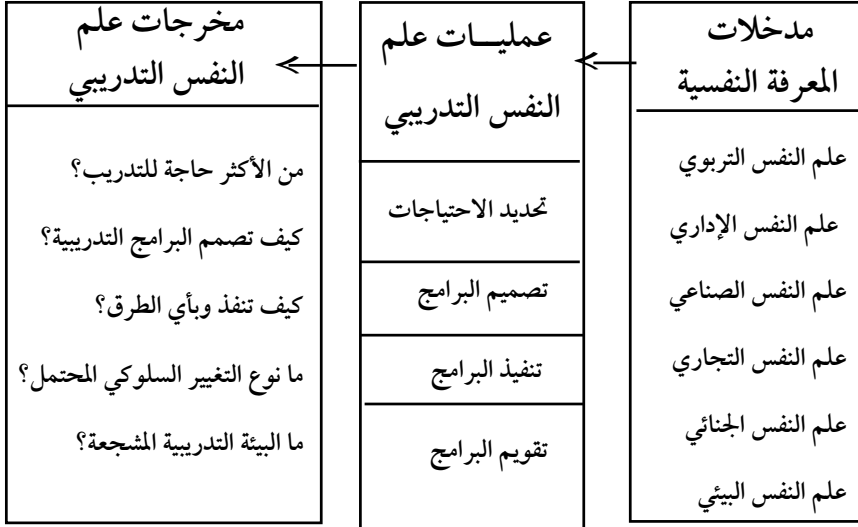 مدخلات
المعرفة النفسية
علم النفس التربوي
علم النفس الإداري
علم النفس الصناعي
علم النفس التجاري
علم النفس الجنائي
علم النفس البيئي
عمليــات علم
النفس التدريبي
تحديد الاحتياجات
تصميم البرامج
تنفيذ البرامج
تقويم البرامج
مخرجات علم
النفس التدريبي
من الأكثر حاجة للتدريب؟
كيف تصمم البرامج التدريبية؟
كيف تنفذ وبأي الطرق؟
ما نوع التغيير السلوكي المحتمل؟
ما البيئة التدريبية المشجعة؟